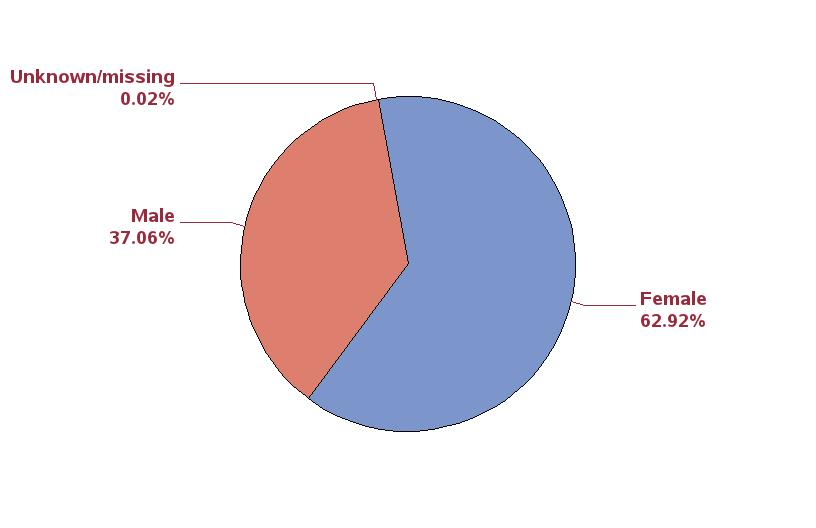 Unknown/missing
0.02%
Male
37.06%
Female
62.92%